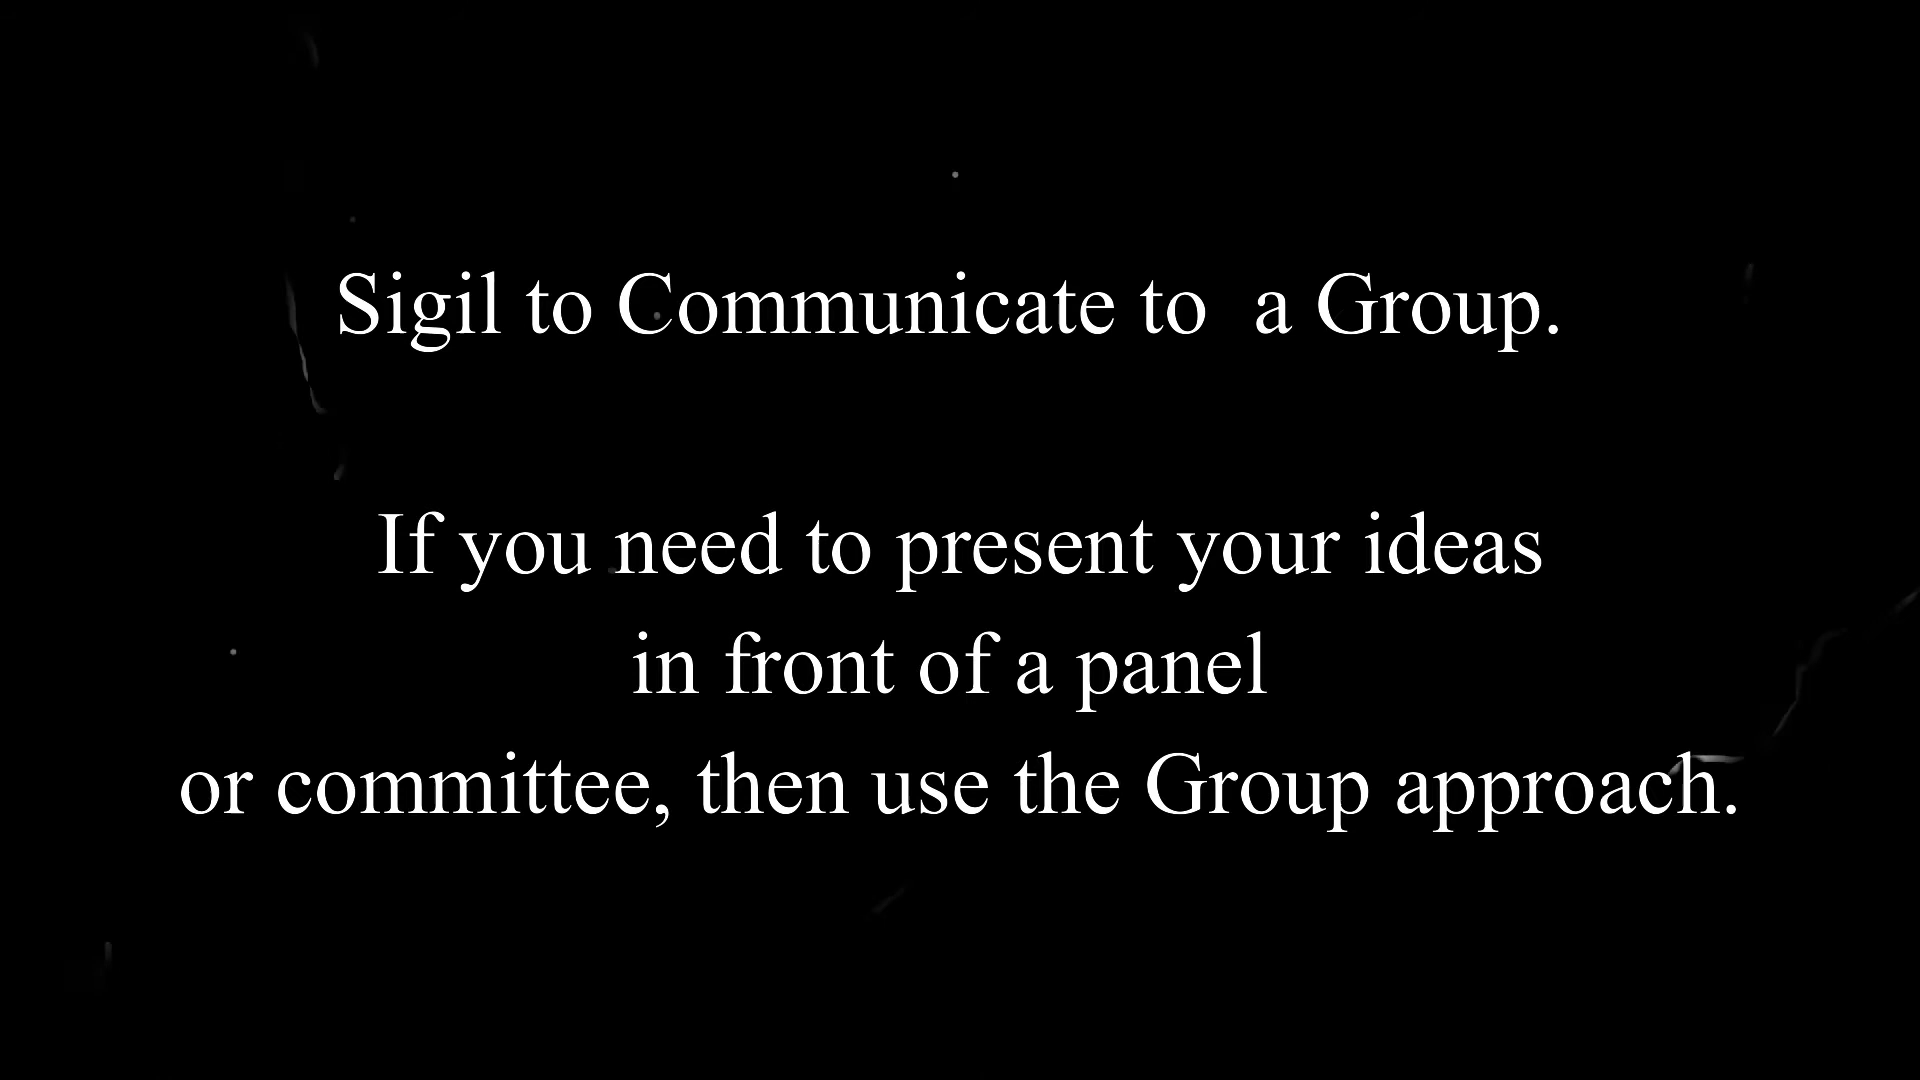 Sigil to Communicate to  a Group.
If you need to present your ideas
in front of a panel
or committee, then use the Group approach.